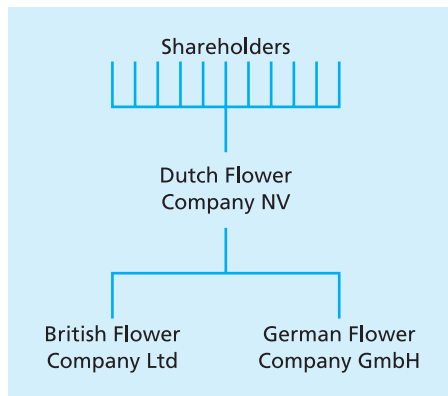 Shareholders
Dutch Flower
Company NV
British Flower
Company Ltd
German Flower
Company GmbH